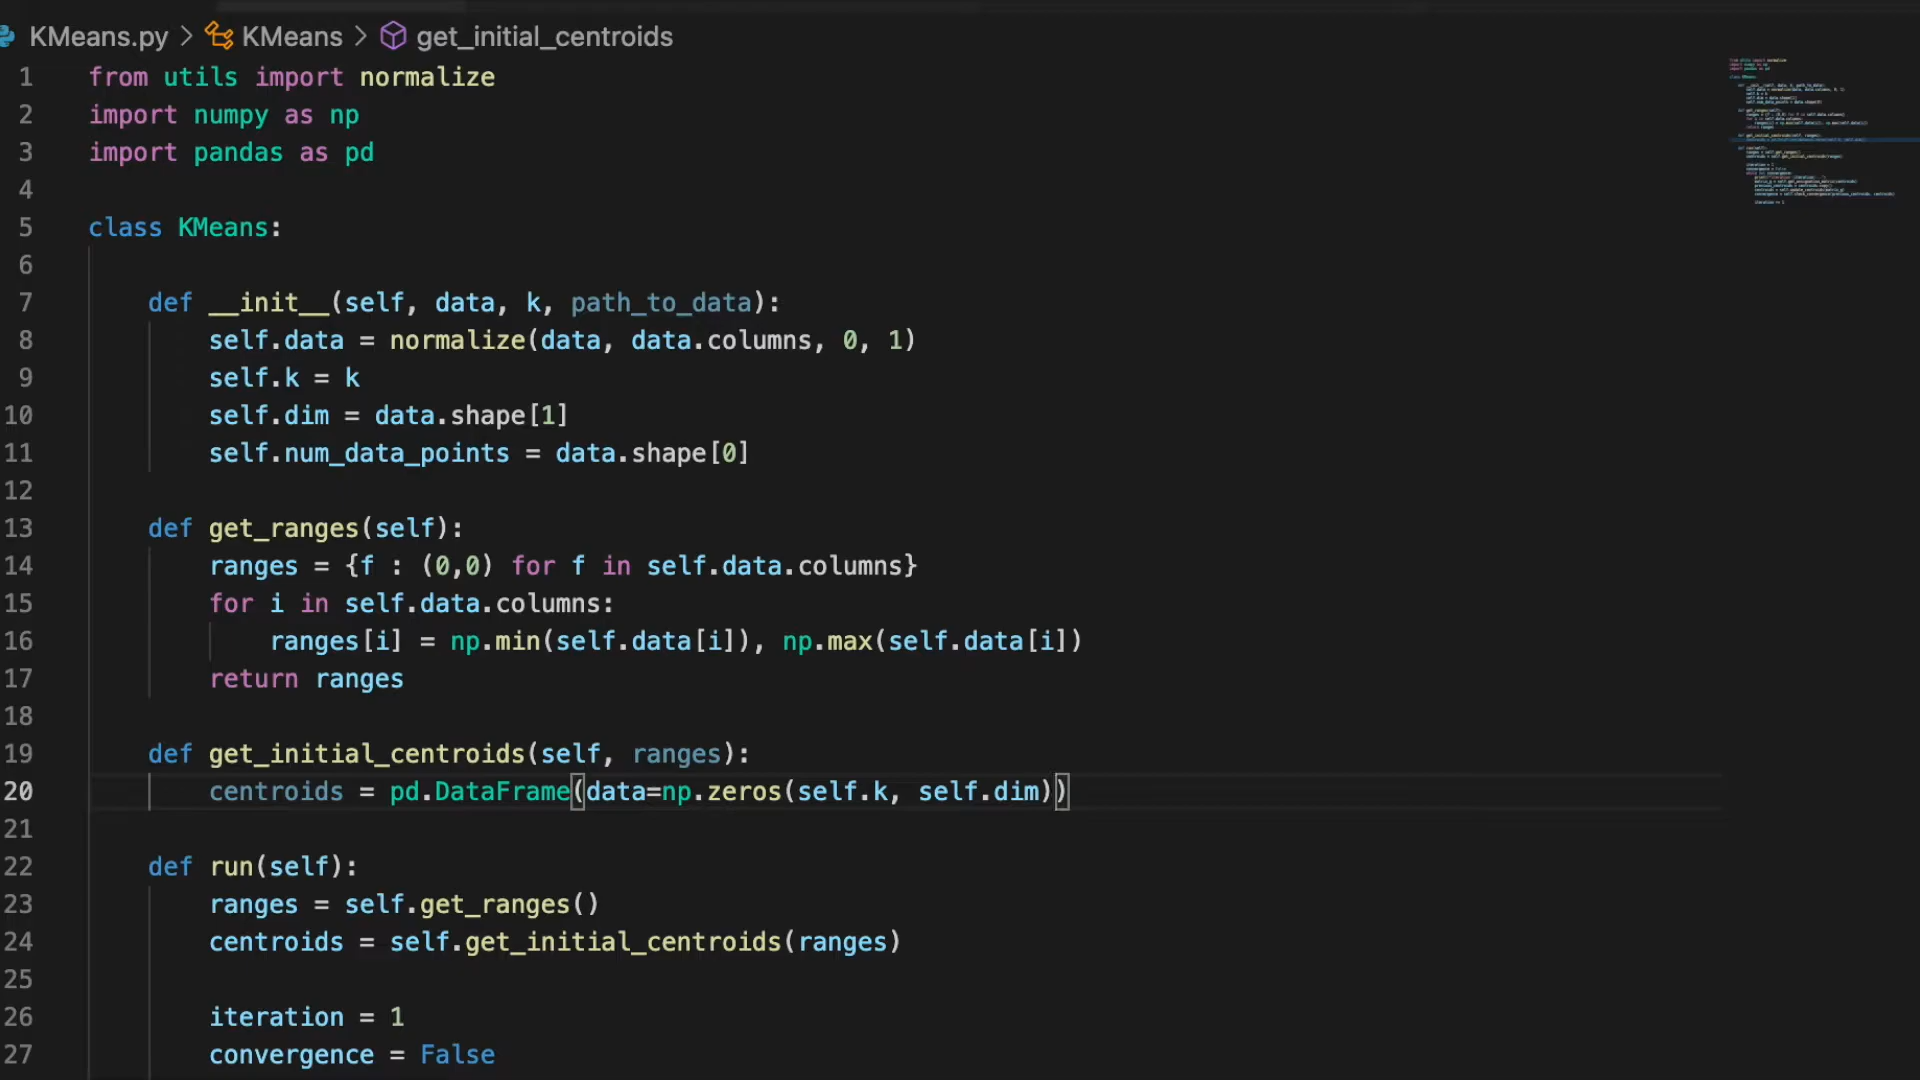 KMeans.py > KMeans > get_initial_centroids
1 from utils import normalize
2 import numpy as np
3 import pandas as pd
4
5 class KMeans:
6
7 def __init__(self, data, k, path_to_data):
8 self.data = normalize(data, data.columns, 0, 1)
9 self.k = k
10 self.dim = data.shape[1]
11 self.num_data_points = data.shape[0]
12
13 def get_ranges(self):
14 ranges = {f : (0,0) for f in self.data.columns}
15 for i in self.data.columns:
16 ranges[i] = np.min(self.data[i]), np.max(self.data[i])
17 return ranges
18
19 def get_initial_centroids(self, ranges):
20 centroids = pd.DataFrame(data=np.zeros(self.k, self.dim))
21
22 def run(self):
23 ranges = self.get_ranges()
24 centroids = self.get_initial_centroids(ranges)
25
26 iteration = 1
27 convergence = False